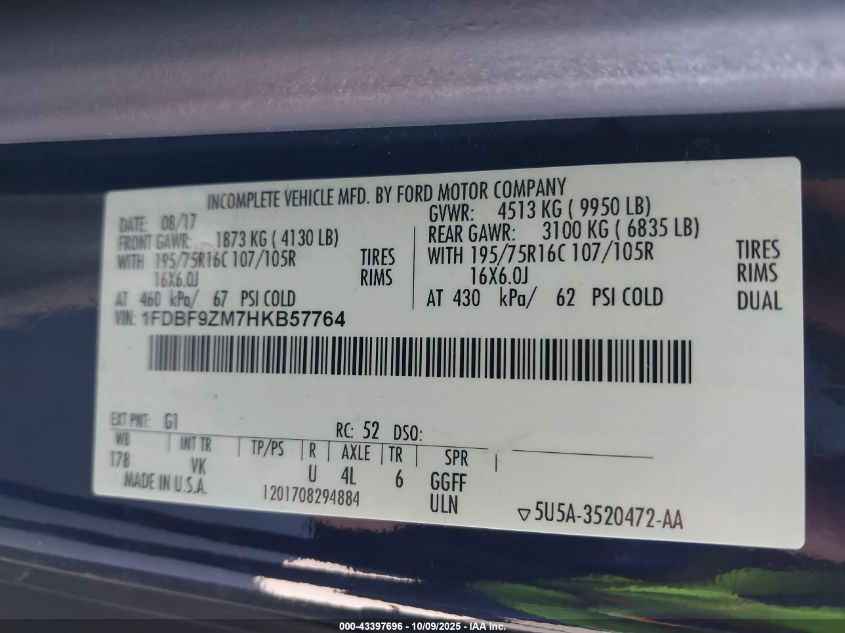 INCOMPLETE VEHICLE MFD. BY FORD MOTOR COMPANY
DATE: 08/17 GVWR: 4513 KG ( 9950 LB)
FRONT GAWR: 1873 KG ( 4130 LB) REAR GAWR: 3100 KG ( 6835 LB)
WITH 195/75R16C 107/105R TIRES WITH 195/75R16C 107/105R TIRES
16X6.0J RIMS 16X6.0J RIMS
AT 460 kPa/ 67 PSI COLD AT 430 kPa/ 62 PSI COLD DUAL
VIN: 1FDBF9ZM7HKB57764
EXT PNT: G1 RC: 52 DSO:
WB INT TR TP/PS R AXLE TR SPR
178 VK U 4L 6 GGFF
MADE IN U.S.A. 1201708294884 ULN
▽5U5A-3520472-AA
000-43397696 - 10/09/2025 - IAA Inc.